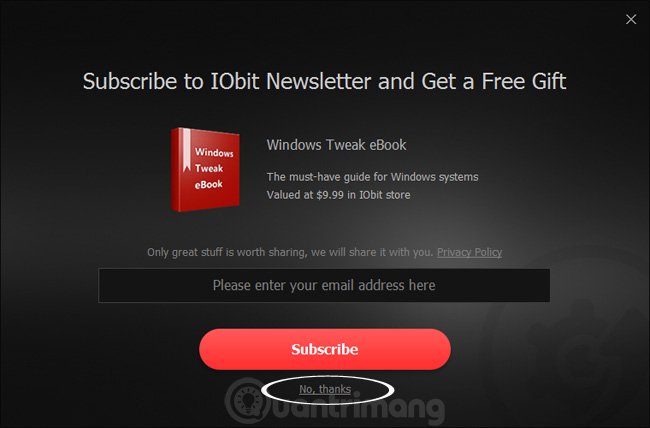 Subscribe to IObit Newsletter and Get a Free Gift
Windows
Tweak
eBook
Windows Tweak eBook
The must-have guide for Windows systems
Valued at $9.99 in IObit store
Only great stuff is worth sharing, we will share it with you. Privacy Policy
Please enter your email address here
Subscribe
No, thanks
Quantrimang